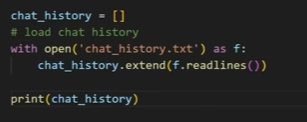 chat_history = []
# load chat history
with open('chat_history.txt') as f:
    chat_history.extend(f.readlines())
print(chat_history)